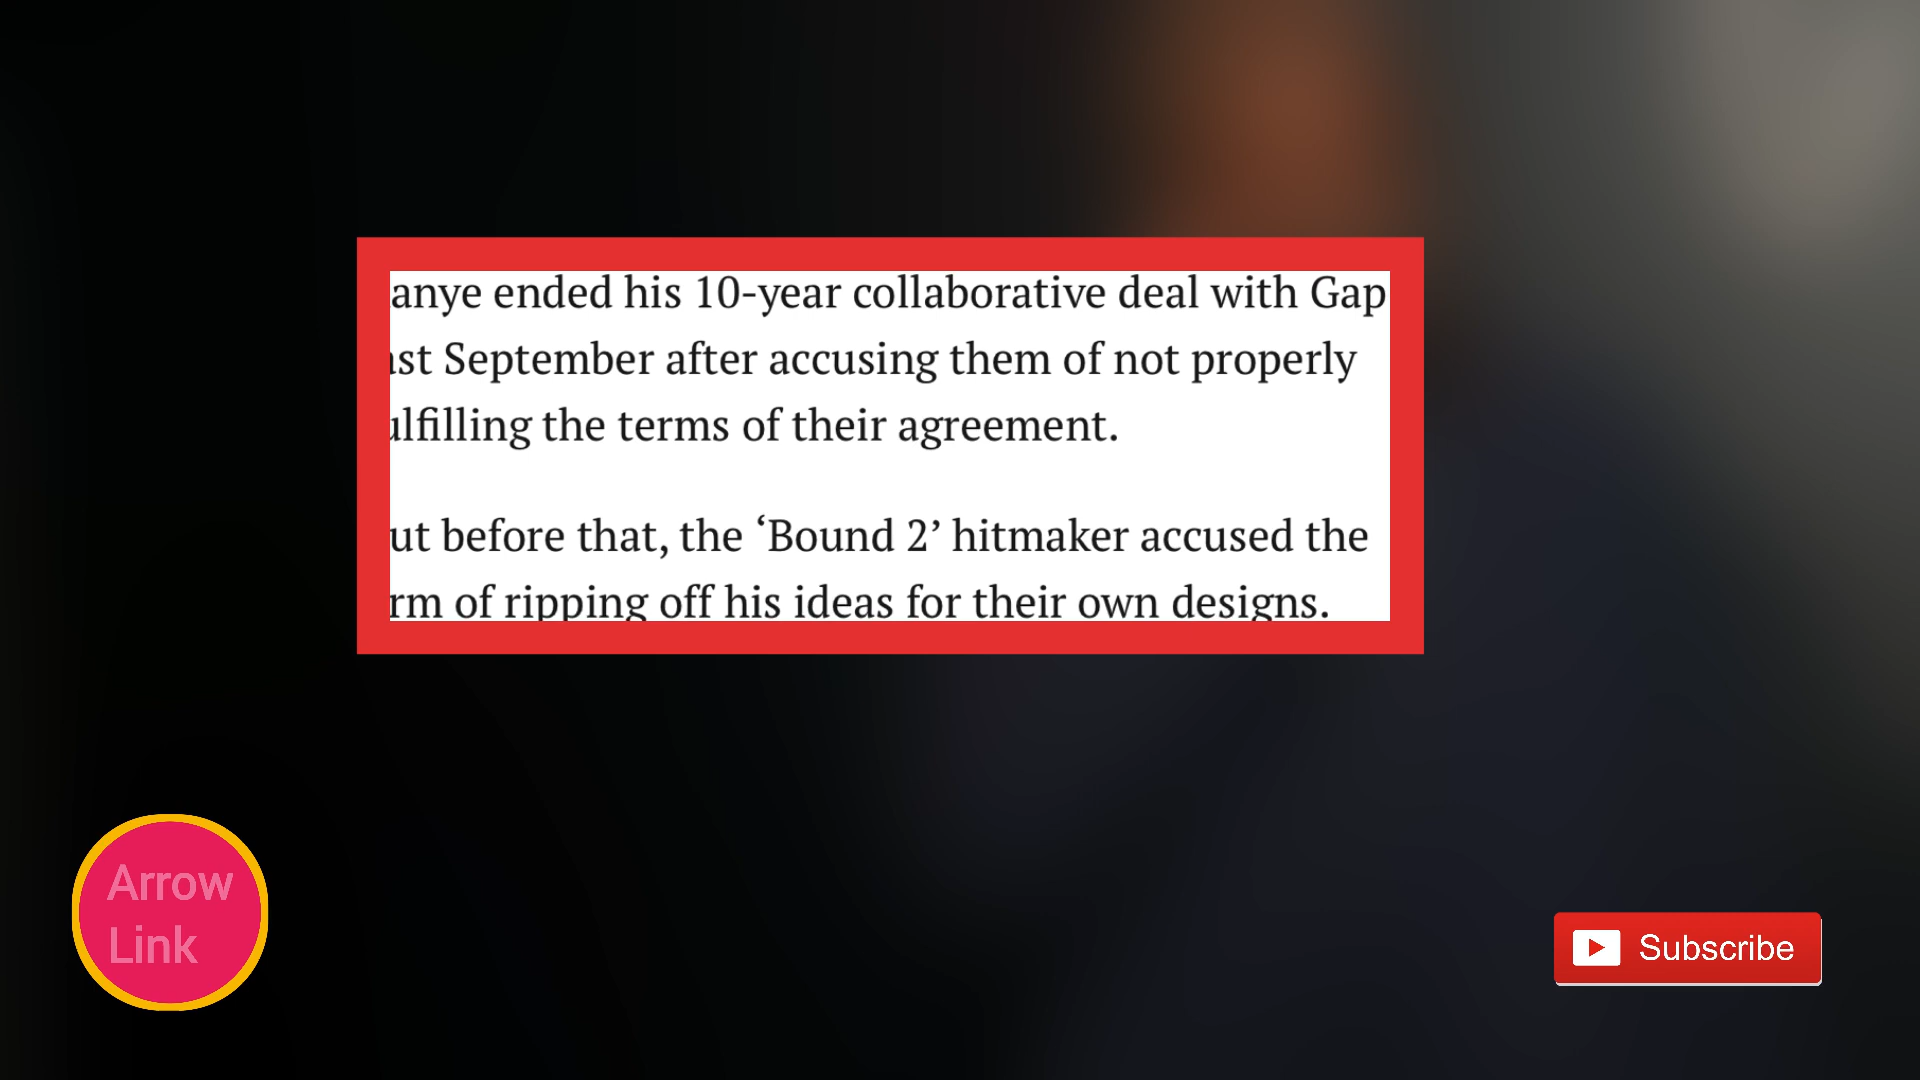 anye ended his 10-year collaborative deal with Gap
ast September after accusing them of not properly
ulfilling the terms of their agreement.
ut before that, the ‘Bound 2’ hitmaker accused the
rm of ripping off his ideas for their own designs.
Arrow
Link
Subscribe